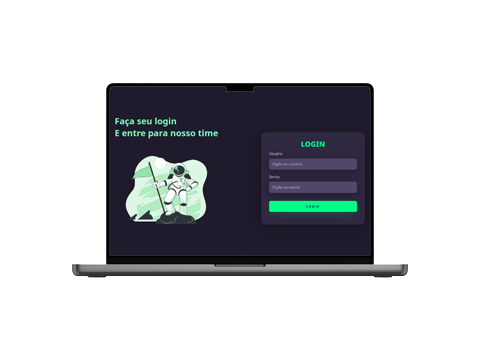 Faça seu login
E entre para nosso time
LOGIN
Usuário
Digite seu usuário
Senha
Digite sua senha
LOGIN